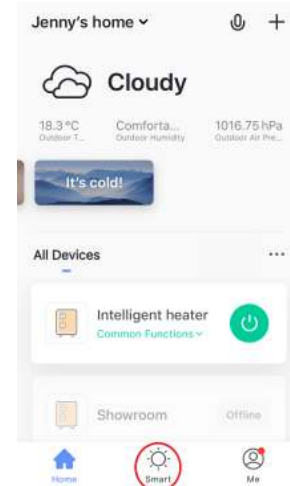 Jenny's home
Cloudy
18.3°C Comforta... 1016.75 hPa
Outdoor T... Outdoor Humidity Outdoor Air Pre...
It's cold!
All Devices
Intelligent heater
Common Functions
Showroom Offline
Home Smart Me